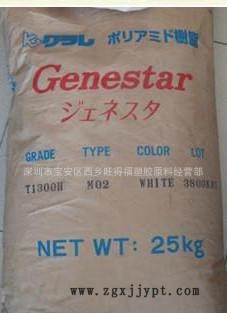 クラレ ポリアミド樹脂
Genestar
ジェネスタ
GRADE TYPE COLOR LOT
深圳市宝安区西乡旺得福塑胶原料经营部
T1300H M02 WHITE
NET WT: 25kg
www.zgxjjypt.com